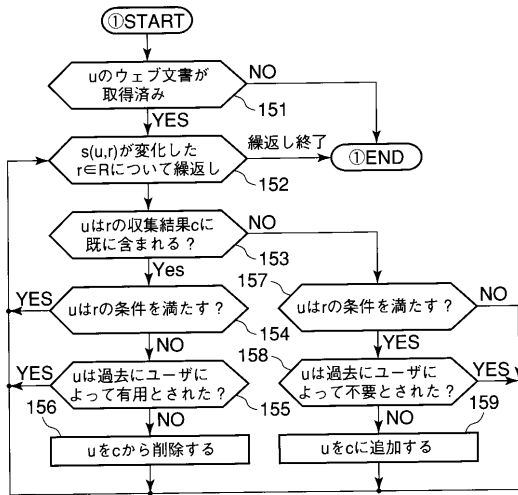 ①START
uのウェブ文書が
取得済み
NO
151
YES
s(u,r)が変化した
r∈Rについて繰返し
繰返し終了
①END
152
uはrの収集結果cに
既に含まれる？
NO
153
Yes
157
YES
uはrの条件を満たす？
154
uはrの条件を満たす？
NO
NO
158
YES
YES
uは過去にユーザに
よって有用とされた？
155
uは過去にユーザに
よって不要とされた？
YES
156
NO
NO
159
uをcから削除する
uをcに追加する